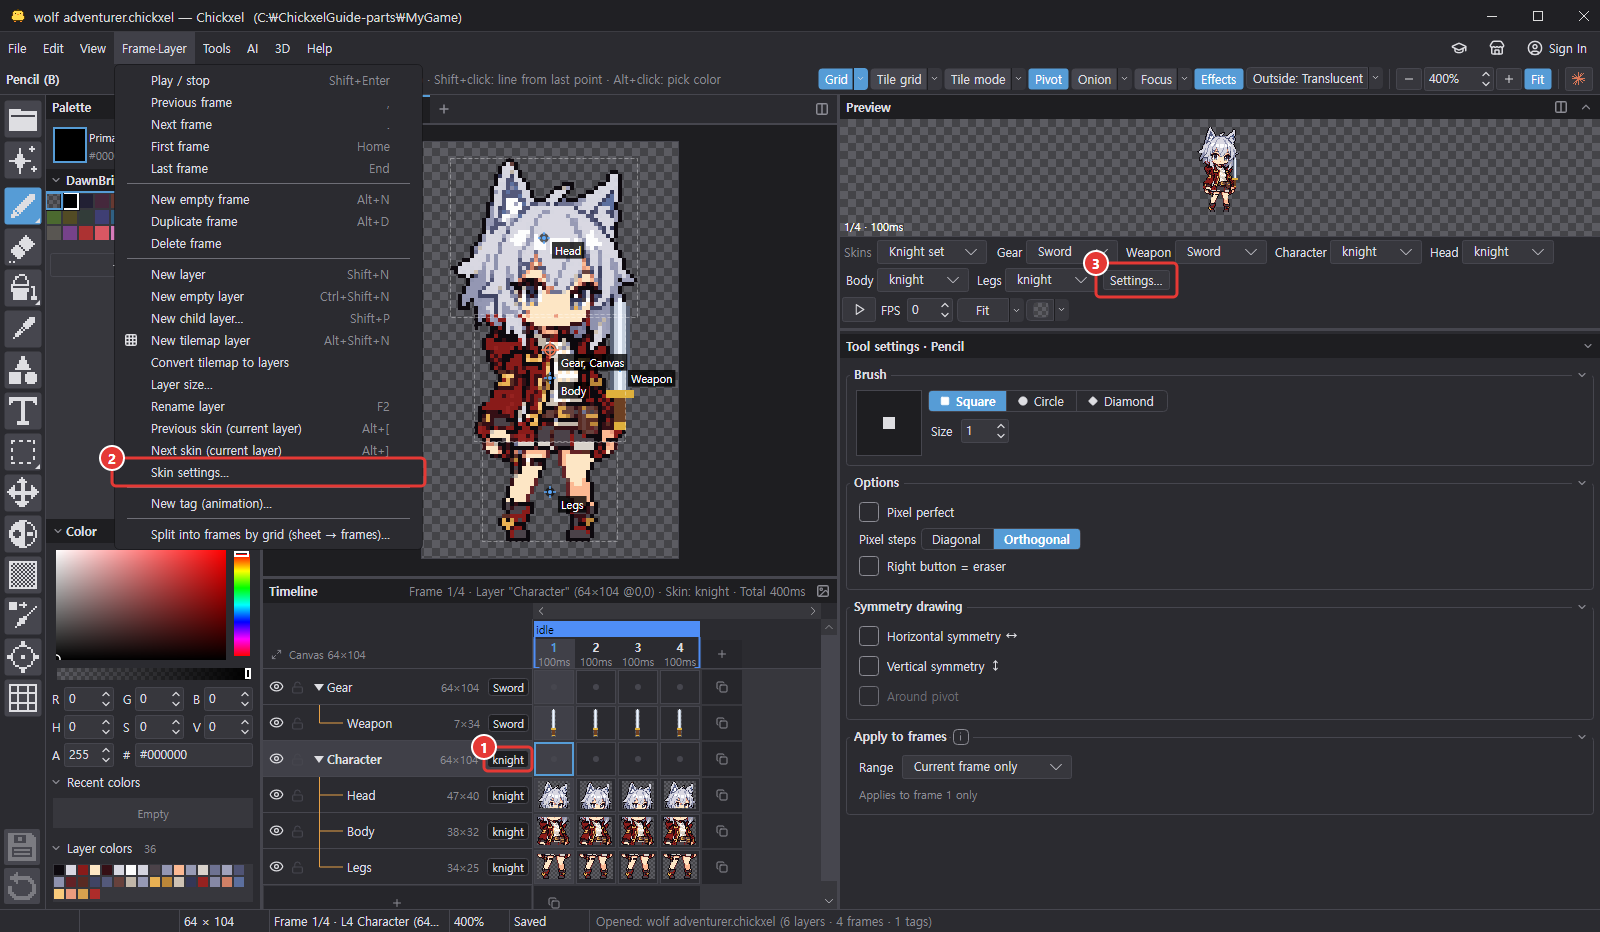 wolf adventurer.chickxel — Chickxel   (C:₩ChickxelGuide-parts₩MyGame)
File Edit View Frame·Layer Tools AI 3D Help
Sign In
Pencil (B)
· Shift+click: line from last point · Alt+click: pick color
Grid Tile grid Tile mode Pivot Onion Focus Effects Outside: Translucent − 400% + Fit
Play / stop Shift+Enter
Previous frame ,
Next frame .
First frame Home
Last frame End
New empty frame Alt+N
Duplicate frame Alt+D
Delete frame
New layer Shift+N
New empty layer Ctrl+Shift+N
New child layer... Shift+P
New tilemap layer Alt+Shift+N
Convert tilemap to layers
Layer size...
Rename layer F2
Previous skin (current layer) Alt+[
Next skin (current layer) Alt+]
2
Skin settings...
New tag (animation)...
Split into frames by grid (sheet → frames)...
Palette
Prima
#000
DawnBri
Color
R 0 G 0 B 0
H 0 S 0 V 0
A 255 # #000000
Recent colors
Empty
Layer colors 36
+
Head
Gear, Canvas
Weapon
Body
Legs
Preview
1/4 · 100ms
Skins Knight set Gear Sword Weapon Sword Character knight Head knight
3
Body knight Legs knight Settings...
FPS 0 Fit
Tool settings · Pencil
Brush
Square Circle Diamond
Size 1
Options
Pixel perfect
Pixel steps Diagonal Orthogonal
Right button = eraser
Symmetry drawing
Horizontal symmetry ↔
Vertical symmetry ↕
Around pivot
Apply to frames i
Range Current frame only
Applies to frame 1 only
Timeline Frame 1/4 · Layer "Character" (64×104 @0,0) · Skin: knight · Total 400ms
idle
Canvas 64×104
1 2 3 4 +
100ms 100ms 100ms 100ms
Gear 64×104 Sword
Weapon 7×34 Sword
1
Character 64×104 knight
Head 47×40 knight
Body 38×32 knight
Legs 34×25 knight
+
64 × 104 Frame 1/4 · L4 Character (64... 400% Saved Opened: wolf adventurer.chickxel (6 layers · 4 frames · 1 tags)